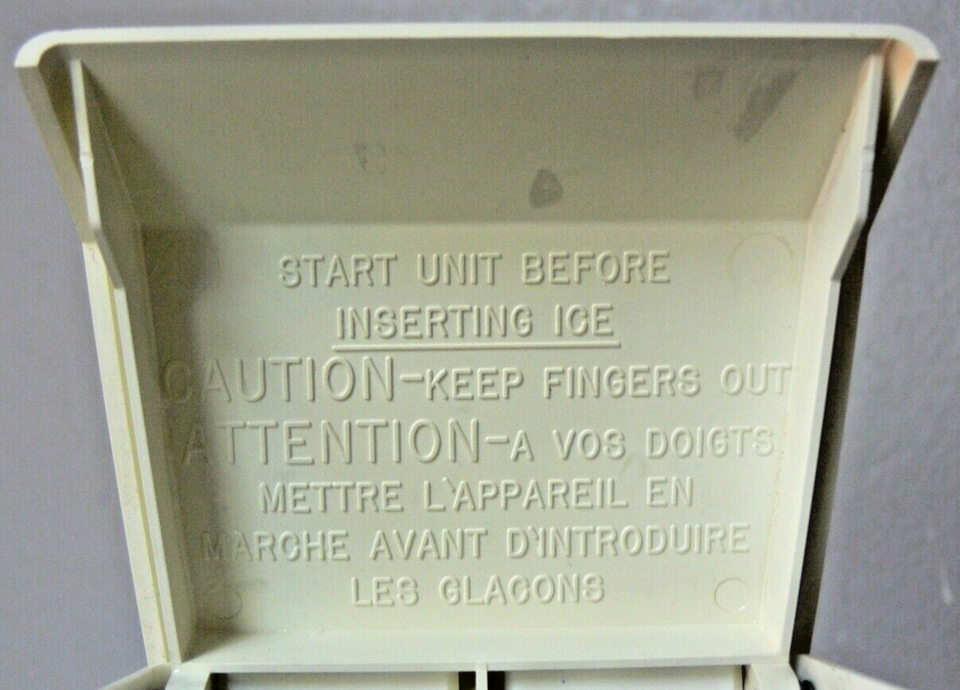 START UNIT BEFORE
INSERTING ICE
CAUTION-KEEP FINGERS OUT
ATTENTION-A VOS DOIGTS
METTRE L'APPAREIL EN
MARCHE AVANT D'INTRODUIRE
LES GLACONS